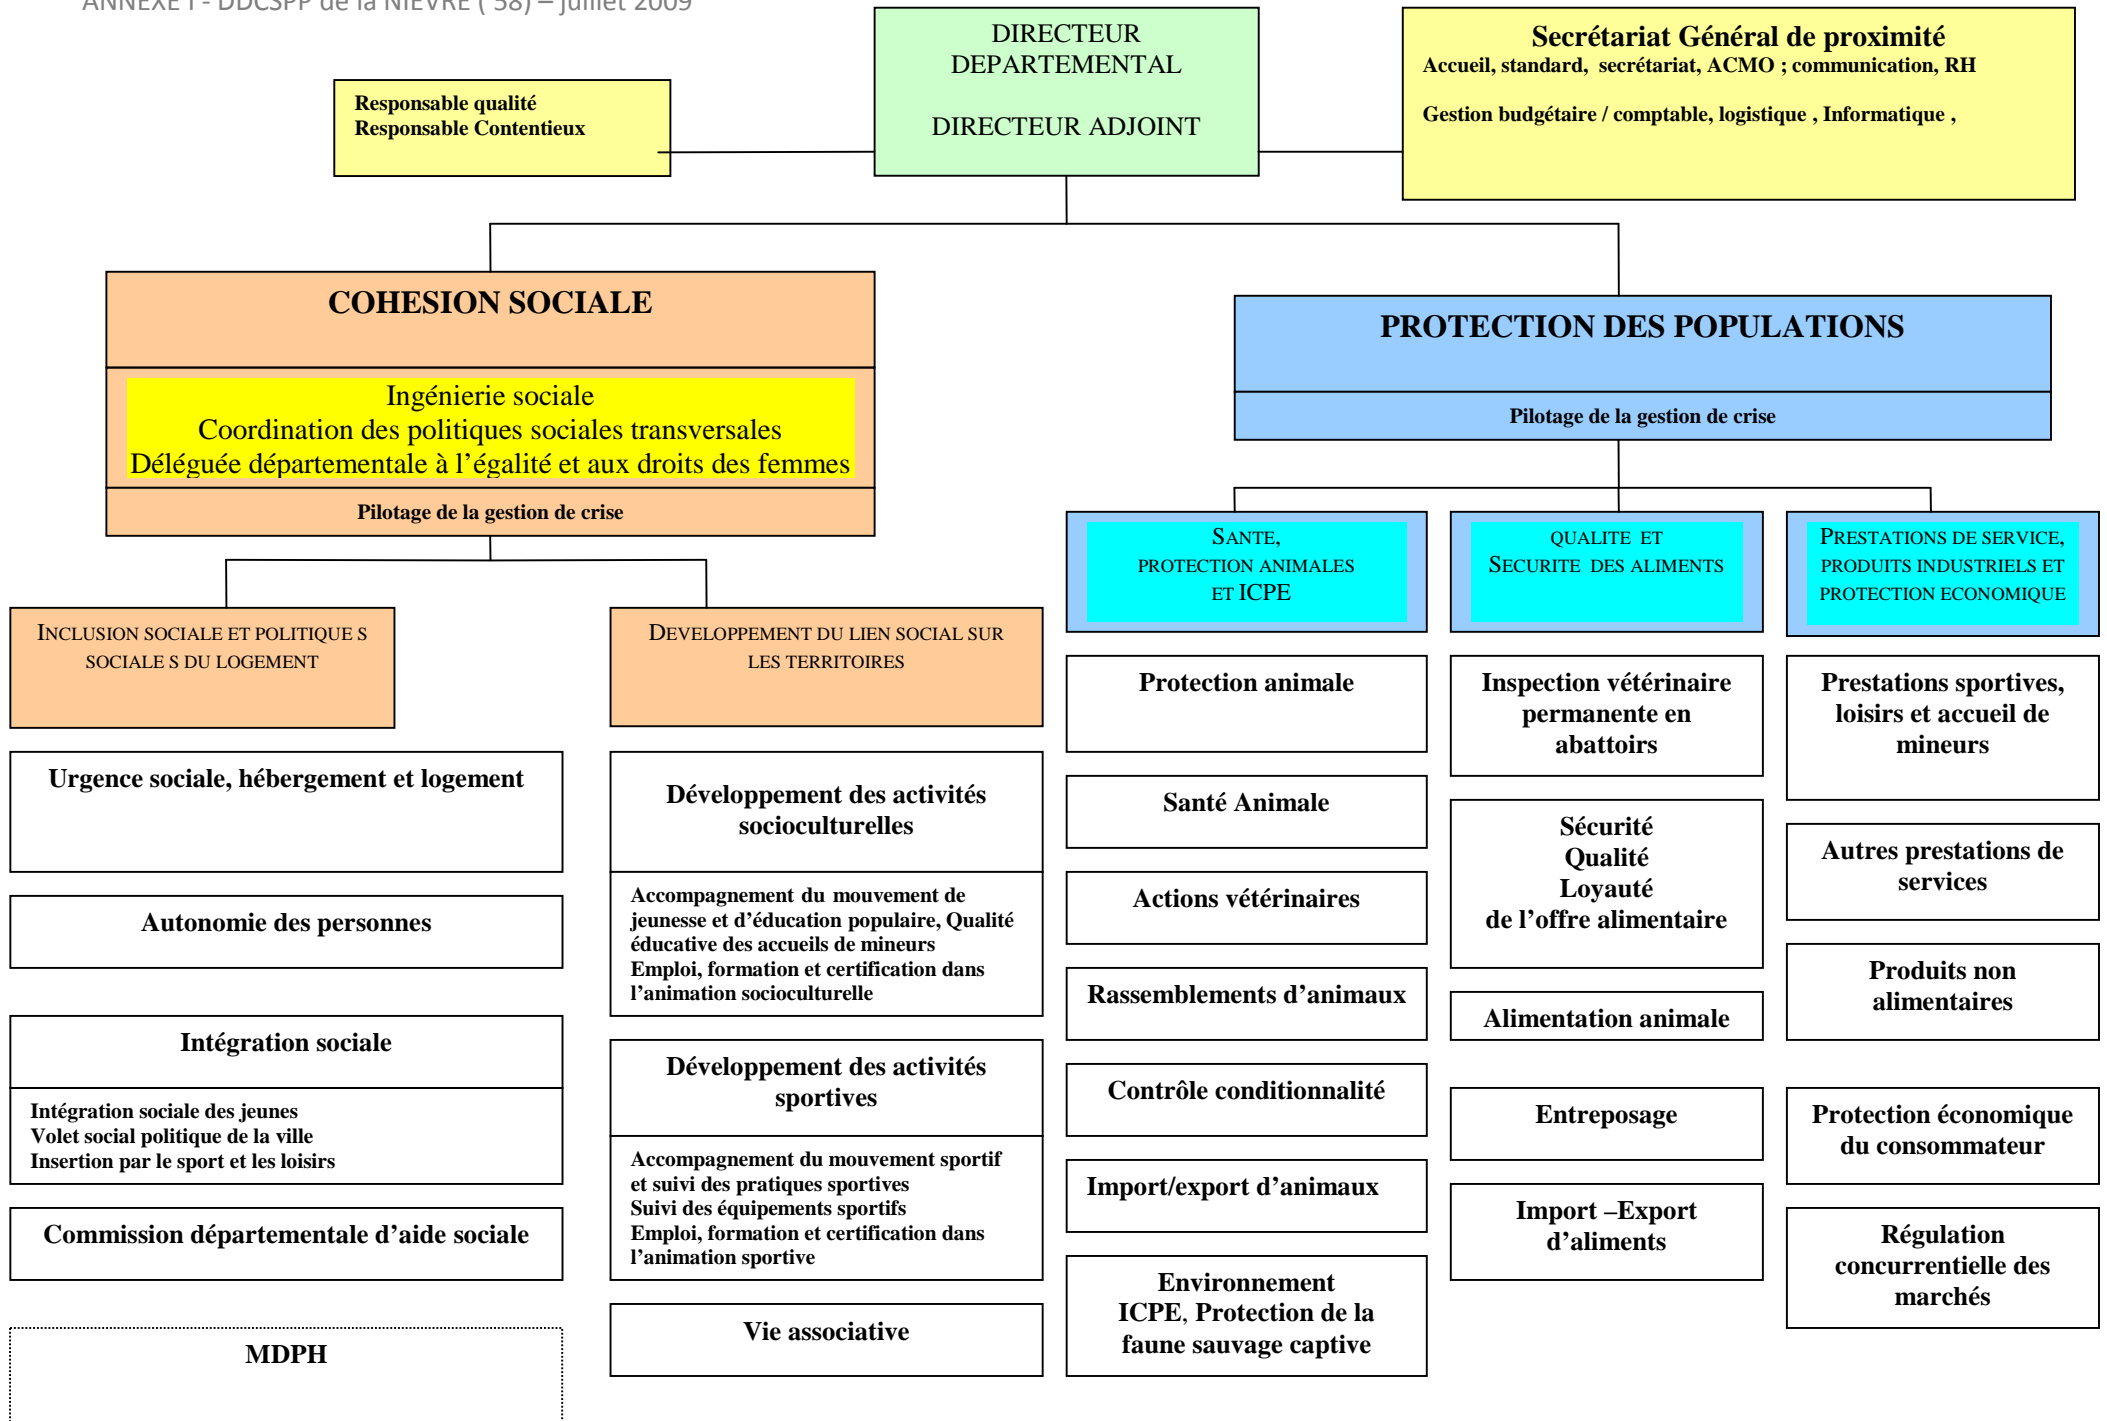 ANNEXE I - DDCSPP de la NIEVRE ( 58) – juillet 2009
DIRECTEUR
DEPARTEMENTAL
DIRECTEUR ADJOINT
Responsable qualité
Responsable Contentieux
Secrétariat Général de proximité
Accueil, standard, secrétariat, ACMO ; communication, RH
Gestion budgétaire / comptable, logistique , Informatique ,
COHESION SOCIALE
Ingénierie sociale
Coordination des politiques sociales transversales
Déléguée départementale à l’égalité et aux droits des femmes
Pilotage de la gestion de crise
PROTECTION DES POPULATIONS
Pilotage de la gestion de crise
INCLUSION SOCIALE ET POLITIQUE S
SOCIALE S DU LOGEMENT
Urgence sociale, hébergement et logement
Autonomie des personnes
Intégration sociale
Intégration sociale des jeunes
Volet social politique de la ville
Insertion par le sport et les loisirs
Commission départementale d’aide sociale
MDPH
DEVELOPPEMENT DU LIEN SOCIAL SUR
LES TERRITOIRES
Développement des activités
socioculturelles
Accompagnement du mouvement de
jeunesse et d’éducation populaire, Qualité
éducative des accueils de mineurs
Emploi, formation et certification dans
l’animation socioculturelle
Développement des activités
sportives
Accompagnement du mouvement sportif
et suivi des pratiques sportives
Suivi des équipements sportifs
Emploi, formation et certification dans
l’animation sportive
Vie associative
SANTE,
PROTECTION ANIMALES
ET ICPE
Protection animale
Santé Animale
Actions vétérinaires
Rassemblements d’animaux
Contrôle conditionnalité
Import/export d’animaux
Environnement
ICPE, Protection de la
faune sauvage captive
QUALITE ET
SECURITE DES ALIMENTS
Inspection vétérinaire
permanente en
abattoirs
Sécurité
Qualité
Loyauté
de l’offre alimentaire
Alimentation animale
Entreposage
Import –Export
d’aliments
PRESTATIONS DE SERVICE,
PRODUITS INDUSTRIELS ET
PROTECTION ECONOMIQUE
Prestations sportives,
loisirs et accueil de
mineurs
Autres prestations de
services
Produits non
alimentaires
Protection économique
du consommateur
Régulation
concurrentielle des
marchés